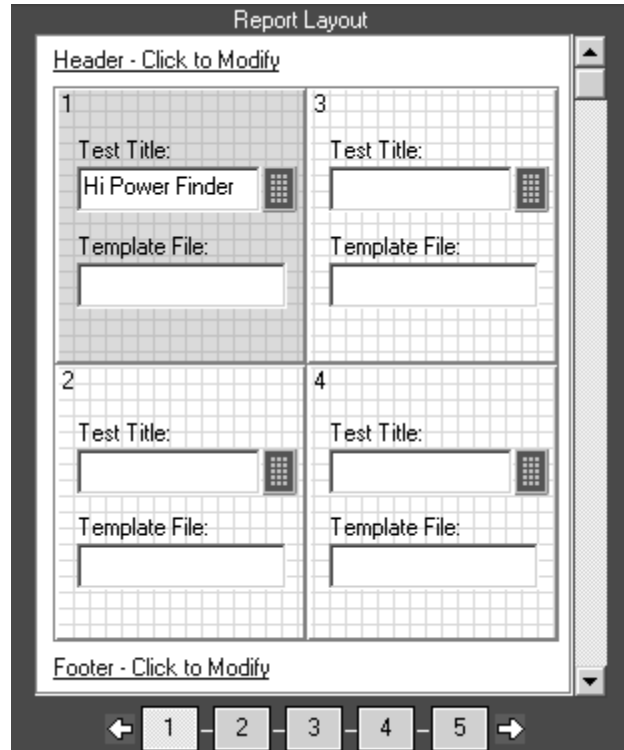 Report Layout
Header - Click to Modify
1
Test Title:
Hi Power Finder
Template File:
3
Test Title:
Template File:
2
Test Title:
Template File:
4
Test Title:
Template File:
Footer - Click to Modify
1 - 2 - 3 - 4 - 5